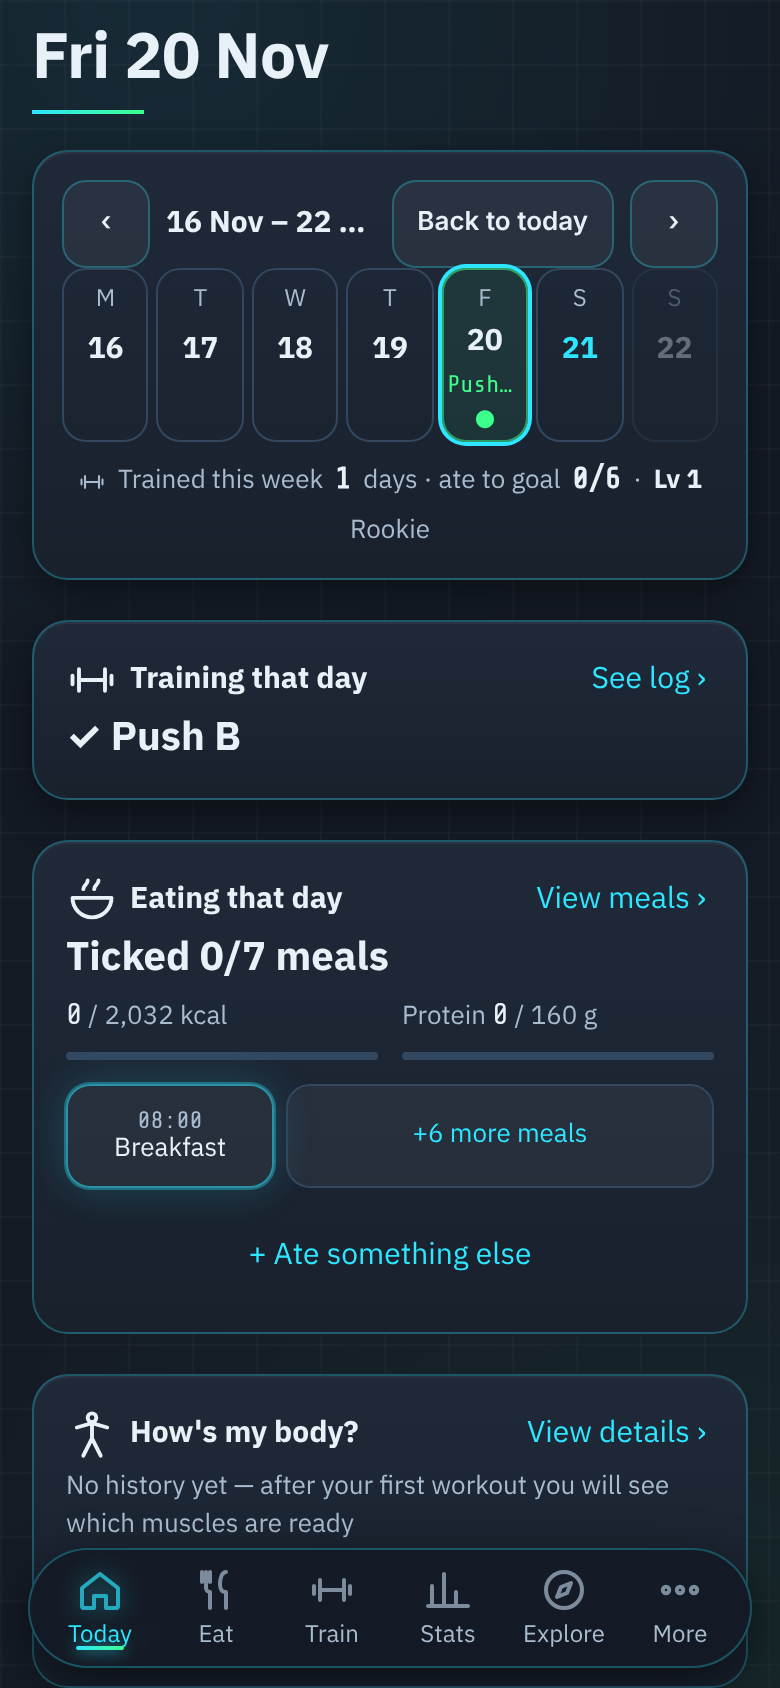 Fri 20 Nov
‹ 16 Nov – 22 ... Back to today ›
M T W T F S S
16 17 18 19 20 21 22
Push…
Trained this week 1 days · ate to goal 0/6 · Lv 1
Rookie
Training that day See log ›
✓ Push B
Eating that day View meals ›
Ticked 0/7 meals
0 / 2,032 kcal Protein 0 / 160 g
08:00
Breakfast
+6 more meals
+ Ate something else
How's my body? View details ›
No history yet — after your first workout you will see
which muscles are ready
Today Eat Train Stats Explore More